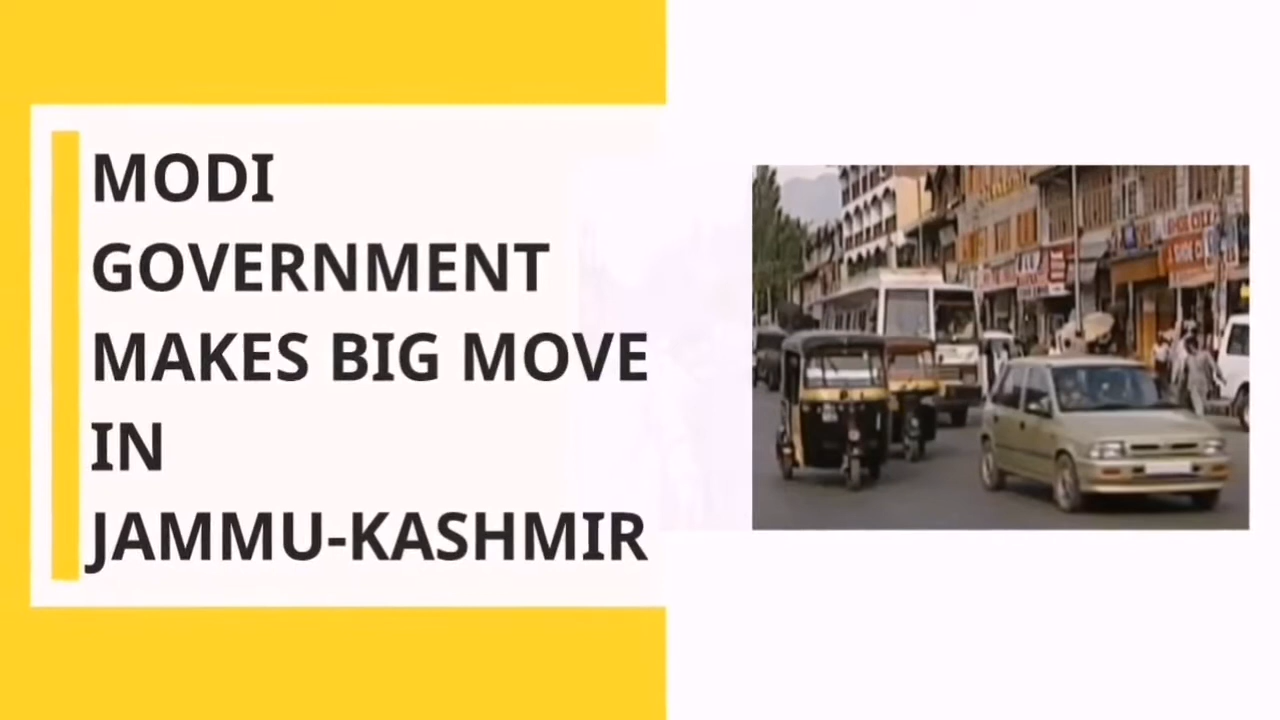 MODI
GOVERNMENT
MAKES BIG MOVE
IN
JAMMU-KASHMIR